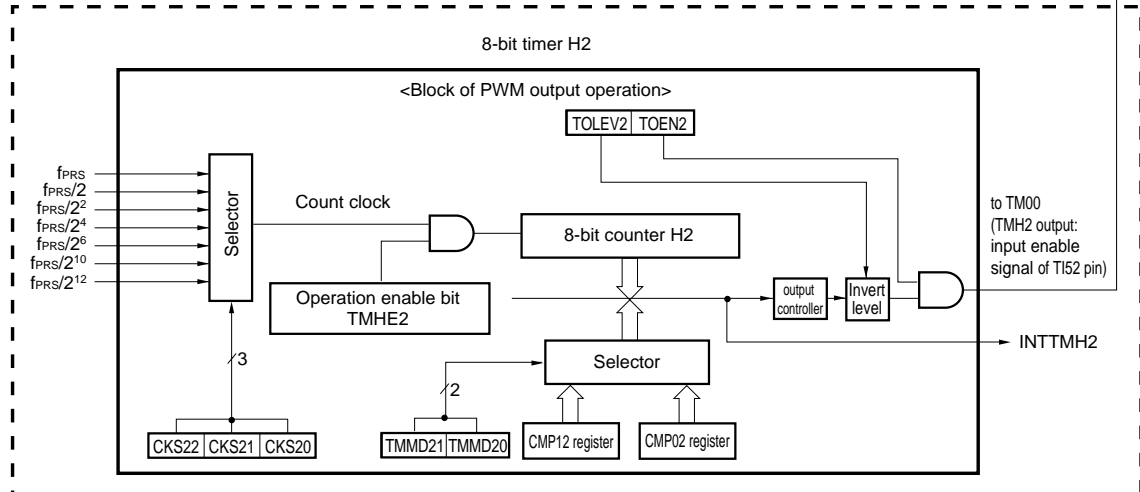 8-bit timer H2
<Block of PWM output operation>
TOLEV2 TOEN2
fPRS
fPRS/2
fPRS/2²
fPRS/2⁴
fPRS/2⁶
fPRS/2¹⁰
fPRS/2¹²
Selector
Count clock
8-bit counter H2
Operation enable bit
TMHE2
output
controller
Invert
level
to TM00
(TMH2 output:
input enable
signal of TI52 pin)
INTTMH2
Selector
3
2
CKS22 CKS21 CKS20
TMMD21 TMMD20
CMP12 register
CMP02 register